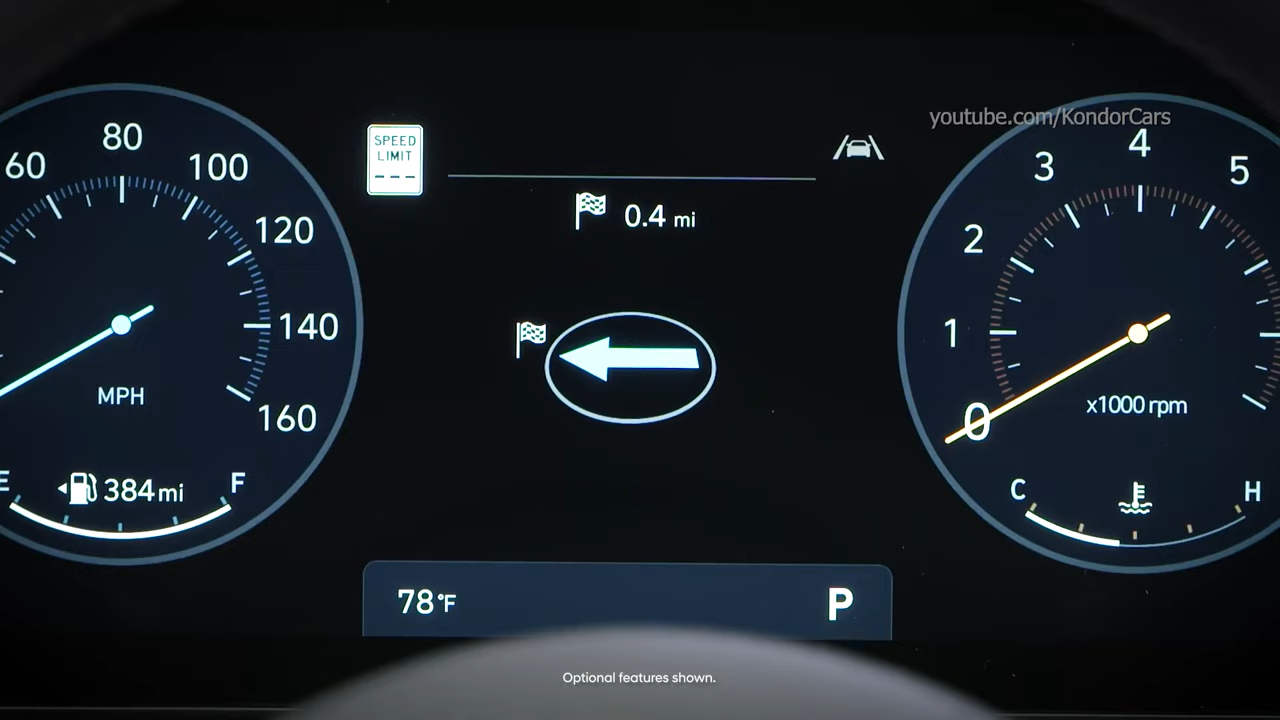 youtube.com/KondorCars
60
80
100
120
140
160
MPH
E
384 mi
F
SPEED
LIMIT
- - -
0.4 mi
0
1
2
3
4
5
x1000 rpm
C
H
78°F
P
Optional features shown.